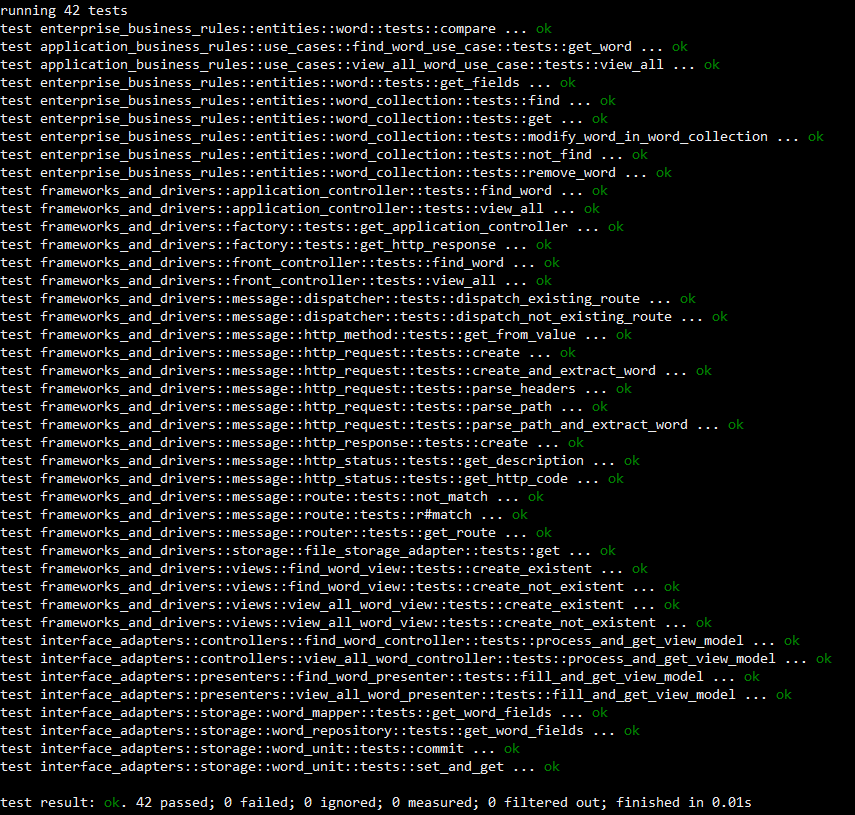 running 42 tests
test enterprise_business_rules::entities::word::tests::compare ... ok
test application_business_rules::use_cases::find_word_use_case::tests::get_word ... ok
test application_business_rules::use_cases::view_all_word_use_case::tests::view_all ... ok
test enterprise_business_rules::entities::word::tests::get_fields ... ok
test enterprise_business_rules::entities::word_collection::tests::find ... ok
test enterprise_business_rules::entities::word_collection::tests::get ... ok
test enterprise_business_rules::entities::word_collection::tests::modify_word_in_word_collection ... ok
test enterprise_business_rules::entities::word_collection::tests::not_find ... ok
test enterprise_business_rules::entities::word_collection::tests::remove_word ... ok
test frameworks_and_drivers::application_controller::tests::find_word ... ok
test frameworks_and_drivers::application_controller::tests::view_all ... ok
test frameworks_and_drivers::factory::tests::get_application_controller ... ok
test frameworks_and_drivers::factory::tests::get_http_response ... ok
test frameworks_and_drivers::front_controller::tests::find_word ... ok
test frameworks_and_drivers::front_controller::tests::view_all ... ok
test frameworks_and_drivers::message::dispatcher::tests::dispatch_existing_route ... ok
test frameworks_and_drivers::message::dispatcher::tests::dispatch_not_existing_route ... ok
test frameworks_and_drivers::message::http_method::tests::get_from_value ... ok
test frameworks_and_drivers::message::http_request::tests::create ... ok
test frameworks_and_drivers::message::http_request::tests::create_and_extract_word ... ok
test frameworks_and_drivers::message::http_request::tests::parse_headers ... ok
test frameworks_and_drivers::message::http_request::tests::parse_path ... ok
test frameworks_and_drivers::message::http_request::tests::parse_path_and_extract_word ... ok
test frameworks_and_drivers::message::http_response::tests::create ... ok
test frameworks_and_drivers::message::http_status::tests::get_description ... ok
test frameworks_and_drivers::message::http_status::tests::get_http_code ... ok
test frameworks_and_drivers::message::route::tests::not_match ... ok
test frameworks_and_drivers::message::route::tests::r#match ... ok
test frameworks_and_drivers::message::router::tests::get_route ... ok
test frameworks_and_drivers::storage::file_storage_adapter::tests::get ... ok
test frameworks_and_drivers::views::find_word_view::tests::create_existent ... ok
test frameworks_and_drivers::views::find_word_view::tests::create_not_existent ... ok
test frameworks_and_drivers::views::view_all_word_view::tests::create_existent ... ok
test frameworks_and_drivers::views::view_all_word_view::tests::create_not_existent ... ok
test interface_adapters::controllers::find_word_controller::tests::process_and_get_view_model ... ok
test interface_adapters::controllers::view_all_word_controller::tests::process_and_get_view_model ... ok
test interface_adapters::presenters::find_word_presenter::tests::fill_and_get_view_model ... ok
test interface_adapters::presenters::view_all_word_presenter::tests::fill_and_get_view_model ... ok
test interface_adapters::storage::word_mapper::tests::get_word_fields ... ok
test interface_adapters::storage::word_repository::tests::get_word_fields ... ok
test interface_adapters::storage::word_unit::tests::commit ... ok
test interface_adapters::storage::word_unit::tests::set_and_get ... ok
test result: ok. 42 passed; 0 failed; 0 ignored; 0 measured; 0 filtered out; finished in 0.01s